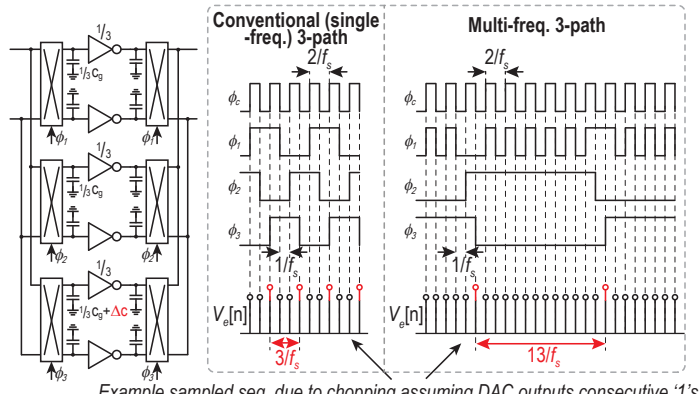 Conventional (single
-freq.) 3-path
Multi-freq. 3-path
1/3
1/3 cg
ϕ1
ϕ1
1/3
1/3 cg
ϕ2
ϕ2
1/3
1/3 cg+Δc
ϕ3
ϕ3
2/fs
ϕc
ϕ1
ϕ2
ϕ3
1/fs
Ve[n]
3/fs
2/fs
ϕc
ϕ1
ϕ2
ϕ3
1/fs
Ve[n]
13/fs
Example sampled seq. due to chopping assuming DAC outputs consecutive '1's